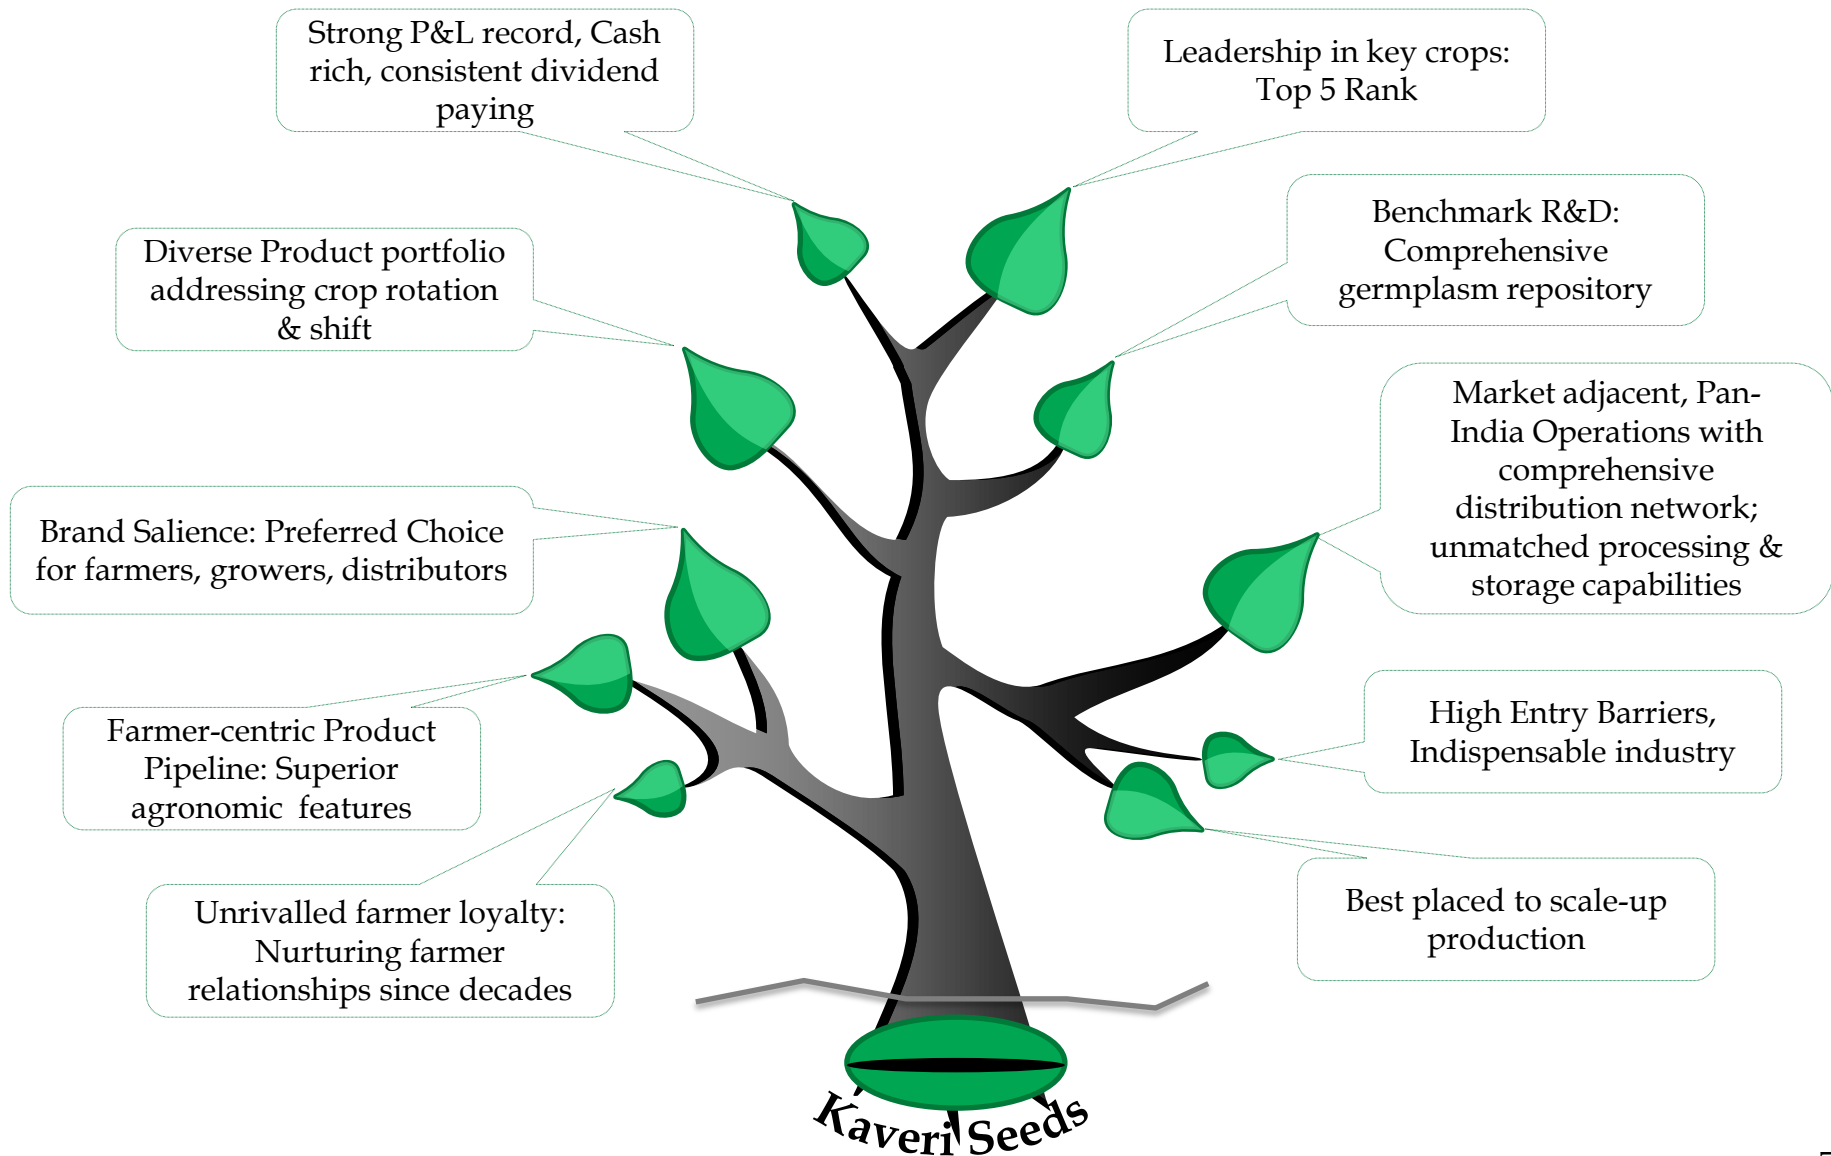 Strong P&L record, Cash
rich, consistent dividend
paying
Leadership in key crops:
Top 5 Rank
Diverse Product portfolio
addressing crop rotation
& shift
Benchmark R&D:
Comprehensive
germplasm repository
Market adjacent, Pan-
India Operations with
comprehensive
distribution network;
unmatched processing &
storage capabilities
Brand Salience: Preferred Choice
for farmers, growers, distributors
Farmer-centric Product
Pipeline: Superior
agronomic  features
High Entry Barriers,
Indispensable industry
Unrivalled farmer loyalty:
Nurturing farmer
relationships since decades
Best placed to scale-up
production
Kaveri Seeds